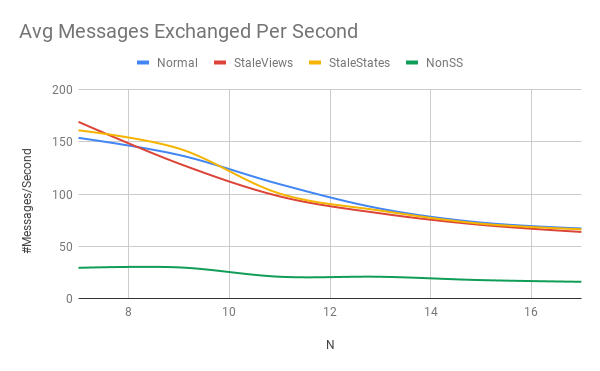 Avg Messages Exchanged Per Second
Normal StaleViews StaleStates NonSS
200
150
100
50
0
#Messages/Second
8 10 12 14 16
N